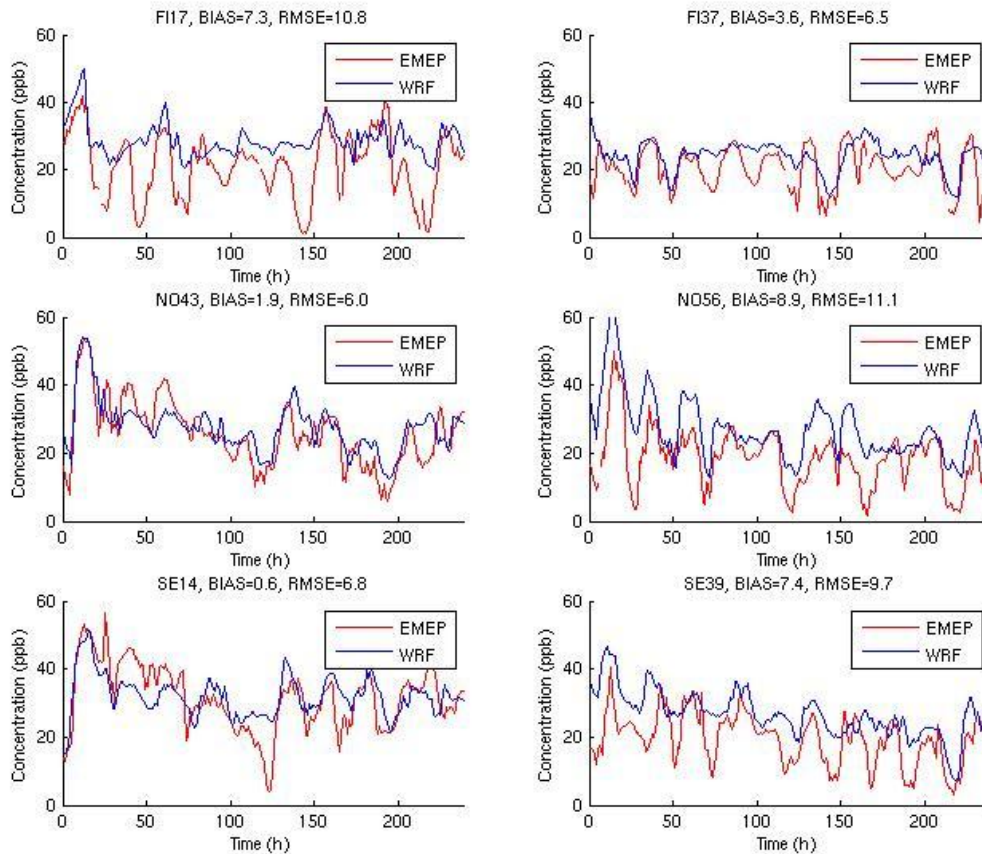 FI17, BIAS=7.3, RMSE=10.8
60
40
20
0
Concentration (ppb)
EMEP
WRF
0 50 100 150 200
Time (h)
FI37, BIAS=3.6, RMSE=6.5
60
40
20
0
Concentration (ppb)
EMEP
WRF
0 50 100 150 200
Time (h)
NO43, BIAS=1.9, RMSE=6.0
60
40
20
0
Concentration (ppb)
EMEP
WRF
0 50 100 150 200
Time (h)
NO56, BIAS=8.9, RMSE=11.1
60
40
20
0
Concentration (ppb)
EMEP
WRF
0 50 100 150 200
Time (h)
SE14, BIAS=0.6, RMSE=6.8
60
40
20
0
Concentration (ppb)
EMEP
WRF
0 50 100 150 200
Time (h)
SE39, BIAS=7.4, RMSE=9.7
60
40
20
0
Concentration (ppb)
EMEP
WRF
0 50 100 150 200
Time (h)